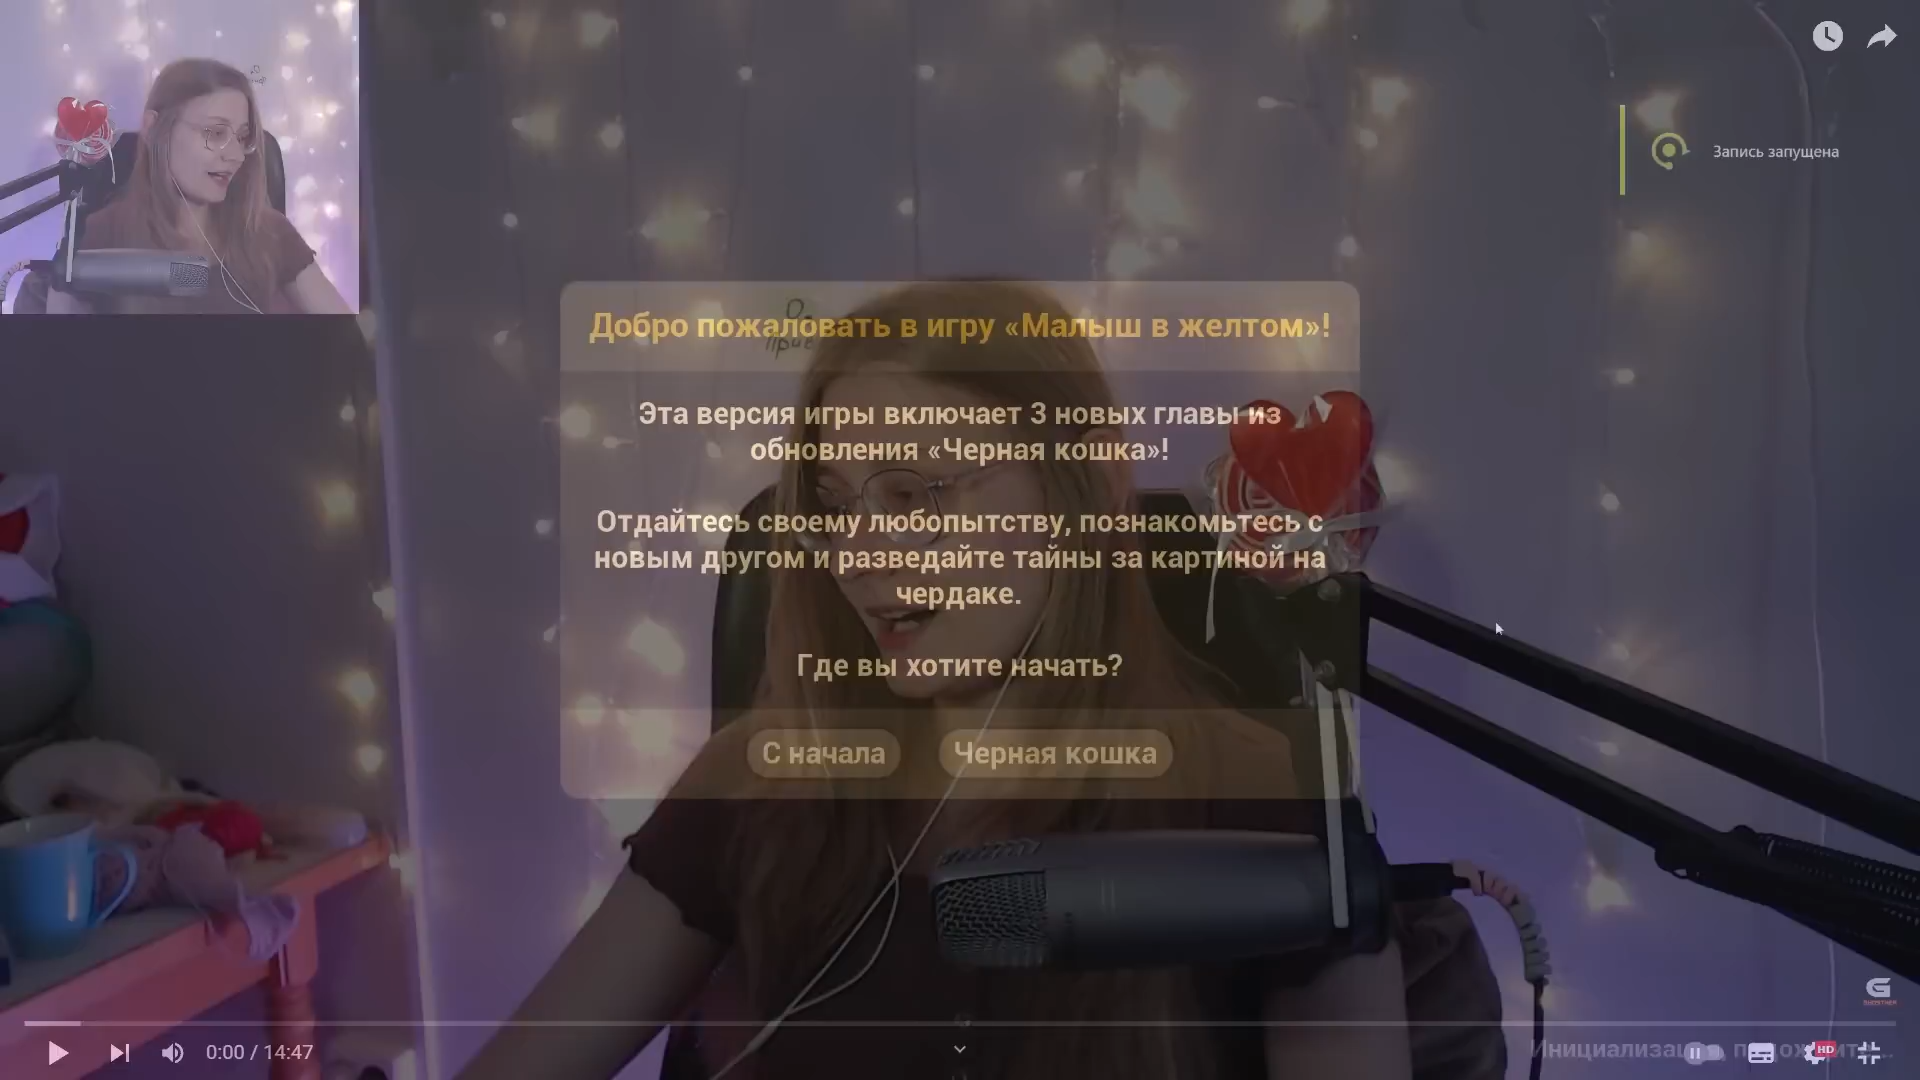 Запись запущена
Добро пожаловать в игру «Малыш в желтом»!
Эта версия игры включает 3 новых главы из
обновления «Черная кошка»!
Отдайтесь своему любопытству, познакомьтесь с
новым другом и разведайте тайны за картиной на
чердаке.
Где вы хотите начать?
С начала
Черная кошка
0:00 / 14:47
HD